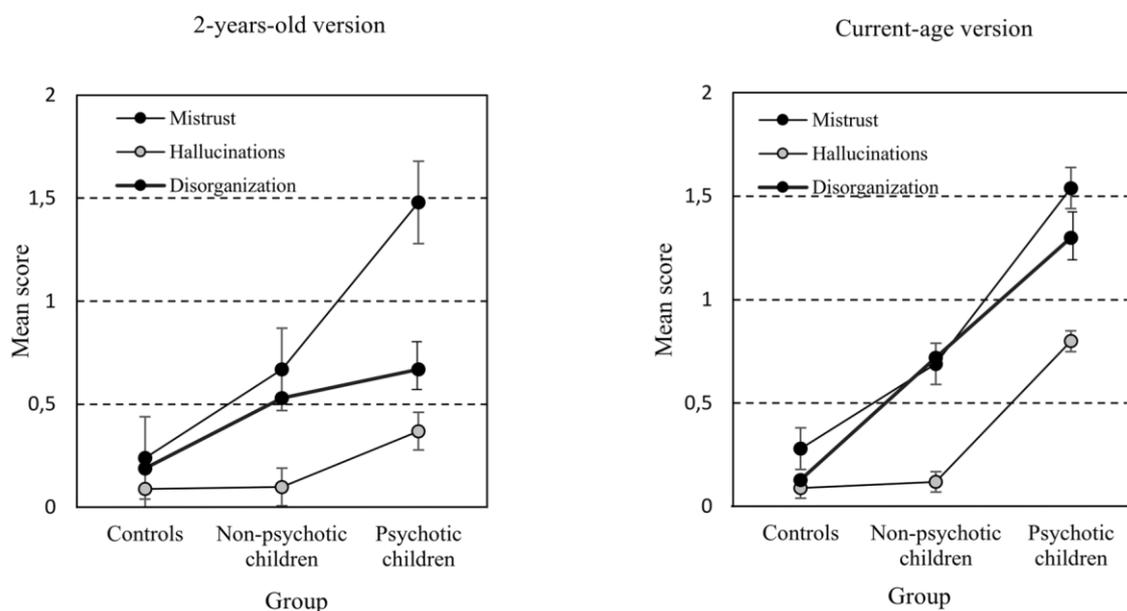 2-years-old version
2
Mistrust
Hallucinations
Disorganization
1,5
1
0,5
0
Mean score
Controls
Non-psychotic
children
Psychotic
children
Group
Current-age version
2
Mistrust
Hallucinations
Disorganization
1,5
1
0,5
0
Mean score
Controls
Non-psychotic
children
Psychotic
children
Group